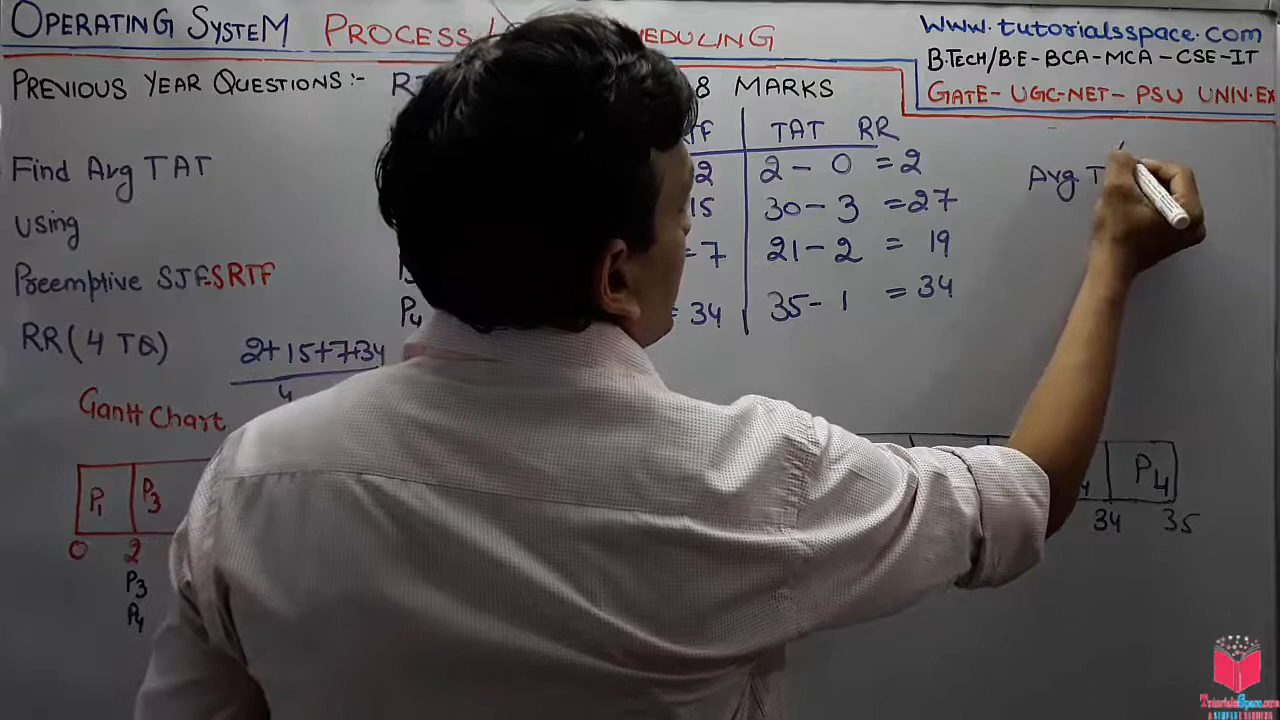 OPERATING SYSTEM PROCESS SCHEDULING
www.tutorialsspace.com
B.TECH/B.E-BCA-MCA-CSE-IT
GATE-UGC-NET-PSU UNIV.EX
PREVIOUS YEAR QUESTIONS:- 8 MARKS
TAT RR
2 - 0 = 2
15 30 - 3 = 27
-7 21 - 2 = 19
P4 = 34 35 - 1 = 34
Avg T
Find Avg TAT
using
Preemptive SJF-SRTF
RR(4 TQ)
2+15+7+34
4
Gantt Chart
P1 P3
0 2
P3
P4
P4
34 35
TutorialsSpace.com